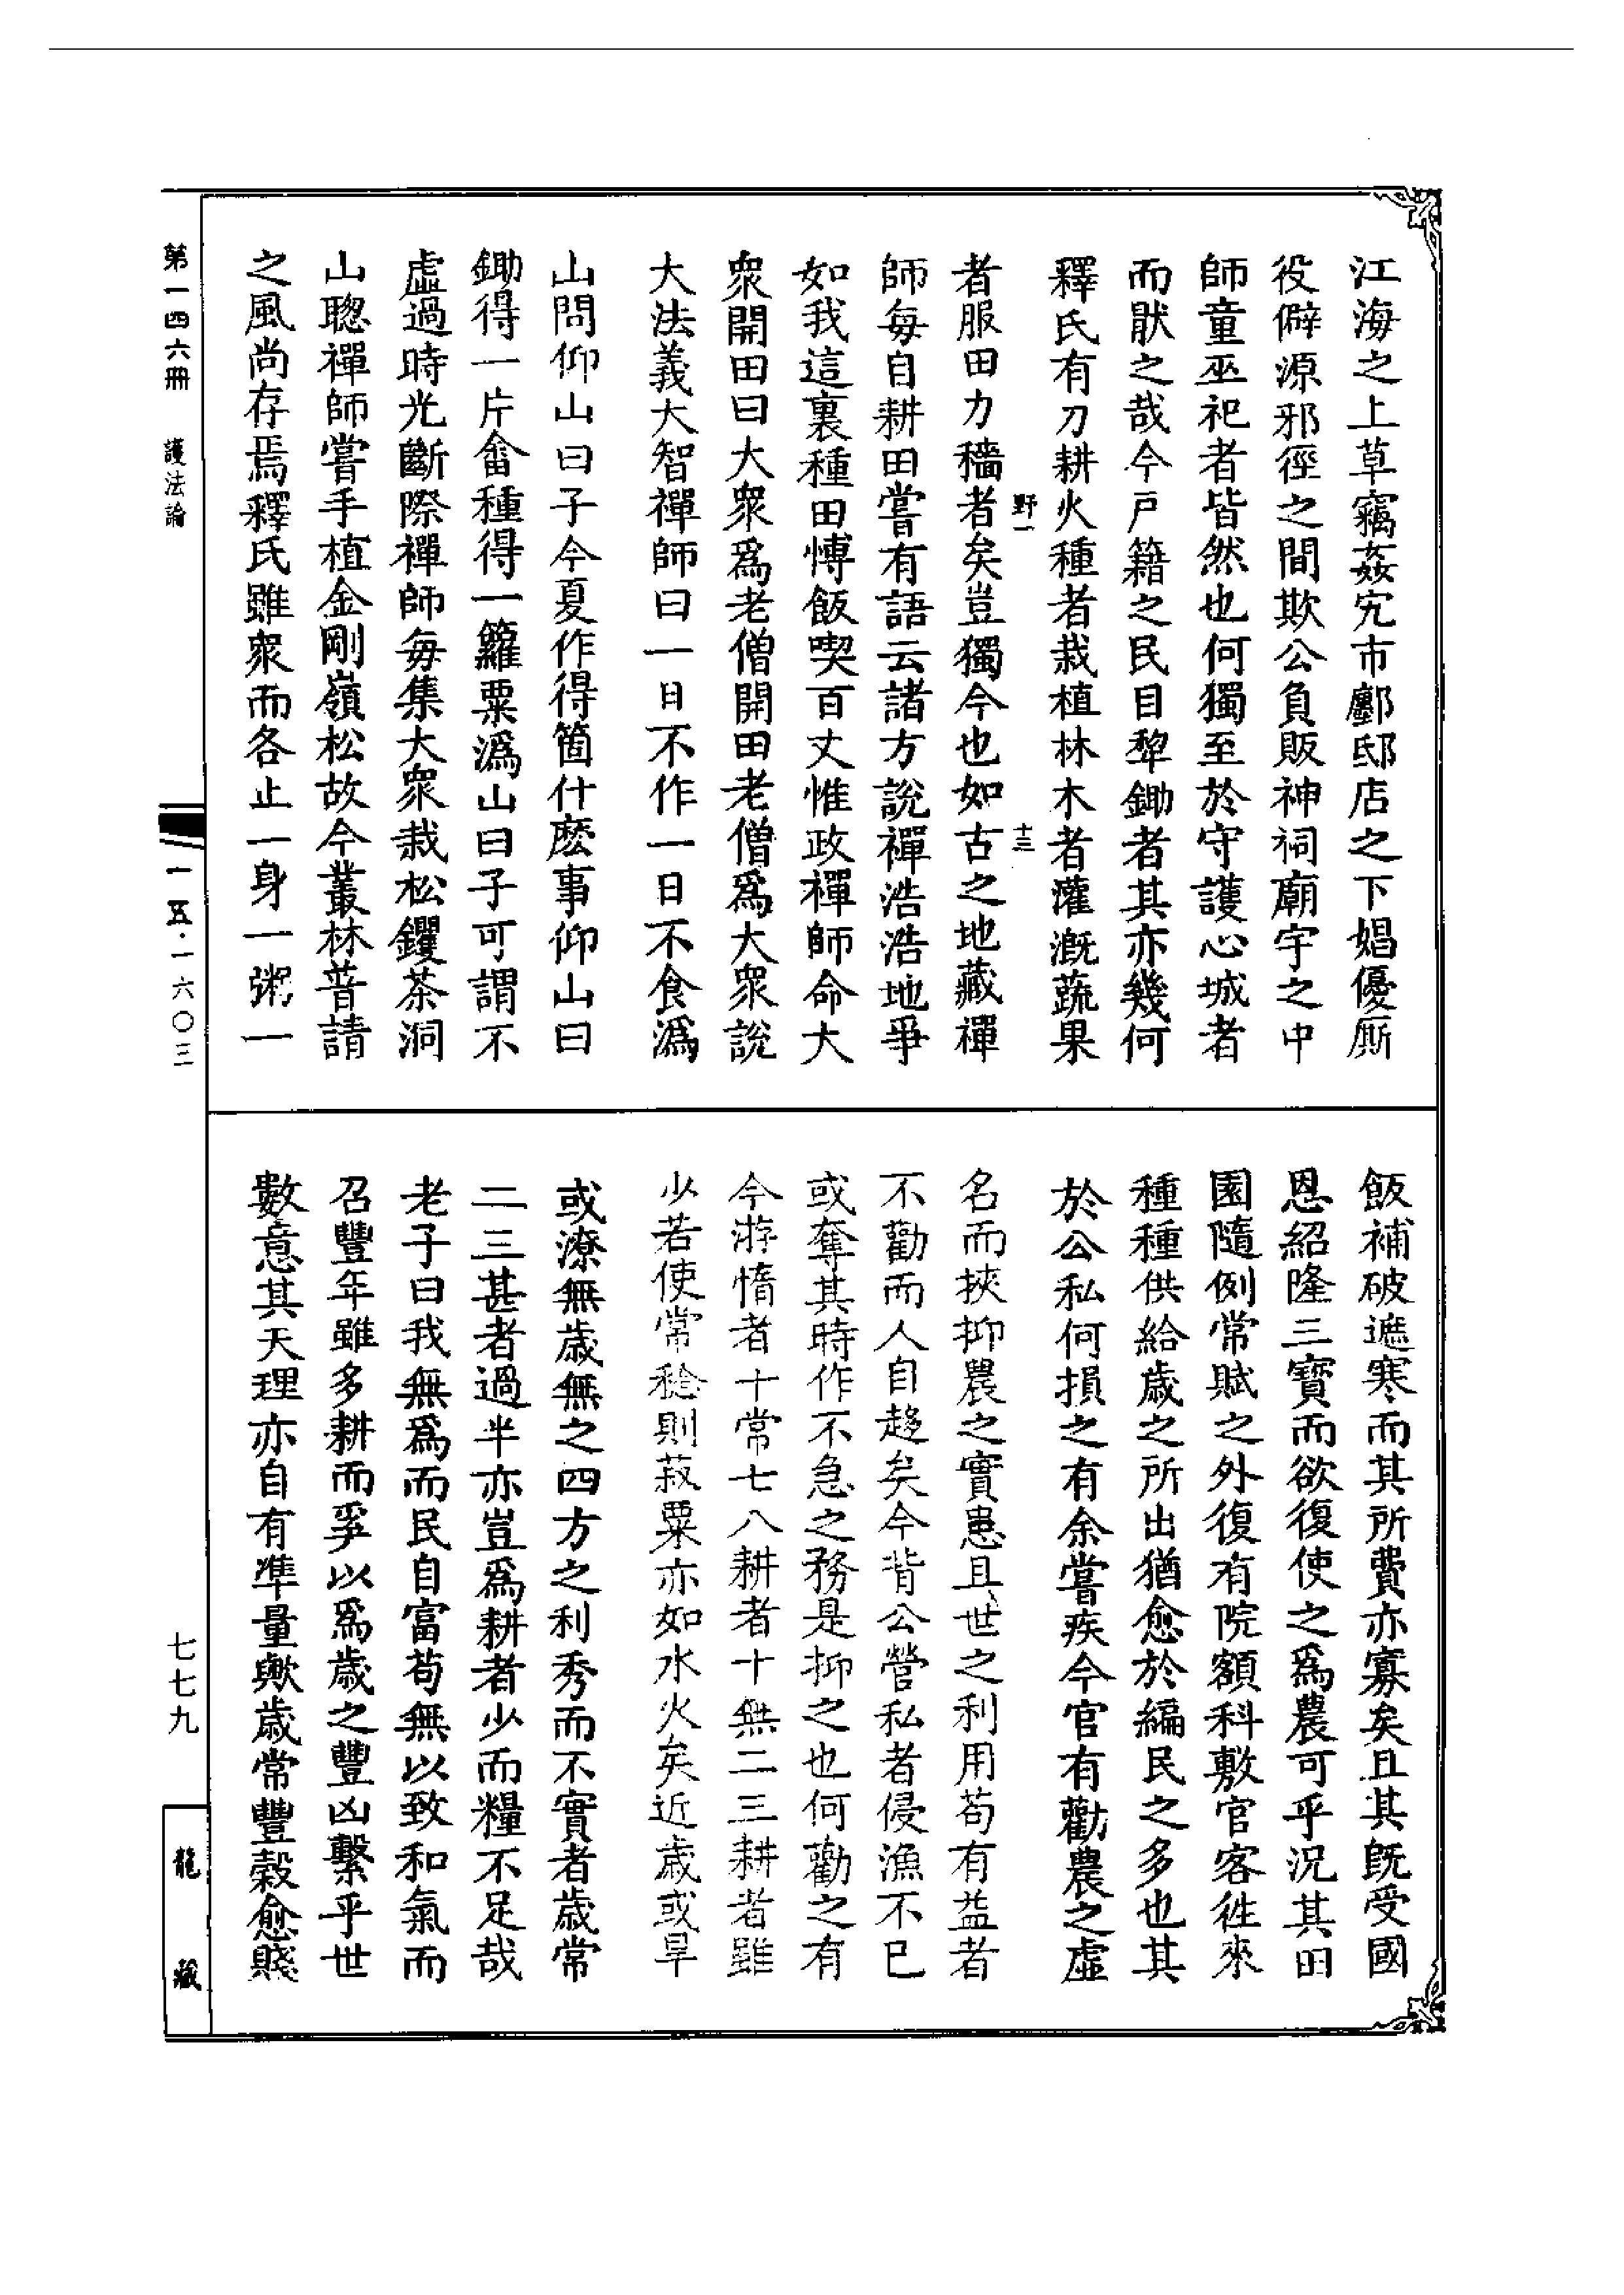 江海之上草竊姦宄市鄽邸店之下娼優廝
役僻源邪徑之間欺公負販神祠廟宇之中
師童巫祀者皆然也何獨至於守護心城者
而猒之哉今戸籍之民目犂鋤者其亦幾何
釋氏有刀耕火種者栽植林木者灌漑蔬果
野一
十三
者服田力穡者矣豈獨今也如古之地藏禪
師每自耕田嘗有語云諸方說禪浩浩地爭
如我這裏種田愽飯喫百丈惟政禪師命大
衆開田曰大衆爲老僧開田老僧爲大衆說
大法義大智禪師曰一日不作一日不食潙
山問仰山曰子今夏作得箇什麽事仰山曰
鋤得一片畬種得一籮粟潙山曰子可謂不
虛過時光斷際禪師每集大衆栽松钁茶洞
山聦禪師嘗手植金剛嶺松故今叢林普請
之風尚存焉釋氏雖衆而各止一身一粥一
飯補破遮寒而其所費亦寡矣且其旣受國
恩紹隆三寶而欲復使之爲農可乎況其田
園隨例常賦之外復有院額科敷官客徃來
種種供給歲之所出猶愈於編民之多也其
於公私何損之有余嘗疾今官有勸農之虛
名而挾抑農之實患且世之利用苟有益者
不勸而人自趍矣今背公營私者侵漁不已
或奪其時作不急之務是抑之也何勸之有
今游惰者十常七八耕者十無二三耕者雖
少若使常稔則菽粟亦如水火矣近歲或旱
或潦無歲無之四方之利秀而不實者歲常
二三甚者過半亦豈爲耕者少而糧不足哉
老子曰我無爲而民自富苟無以致和氣而
召豐年雖多耕而奚以爲歲之豐凶繫乎世
數意其天理亦自有準量歟歲常豐穀愈賤
第一四六冊 護法論
一五·一六〇三
七七九
龍藏